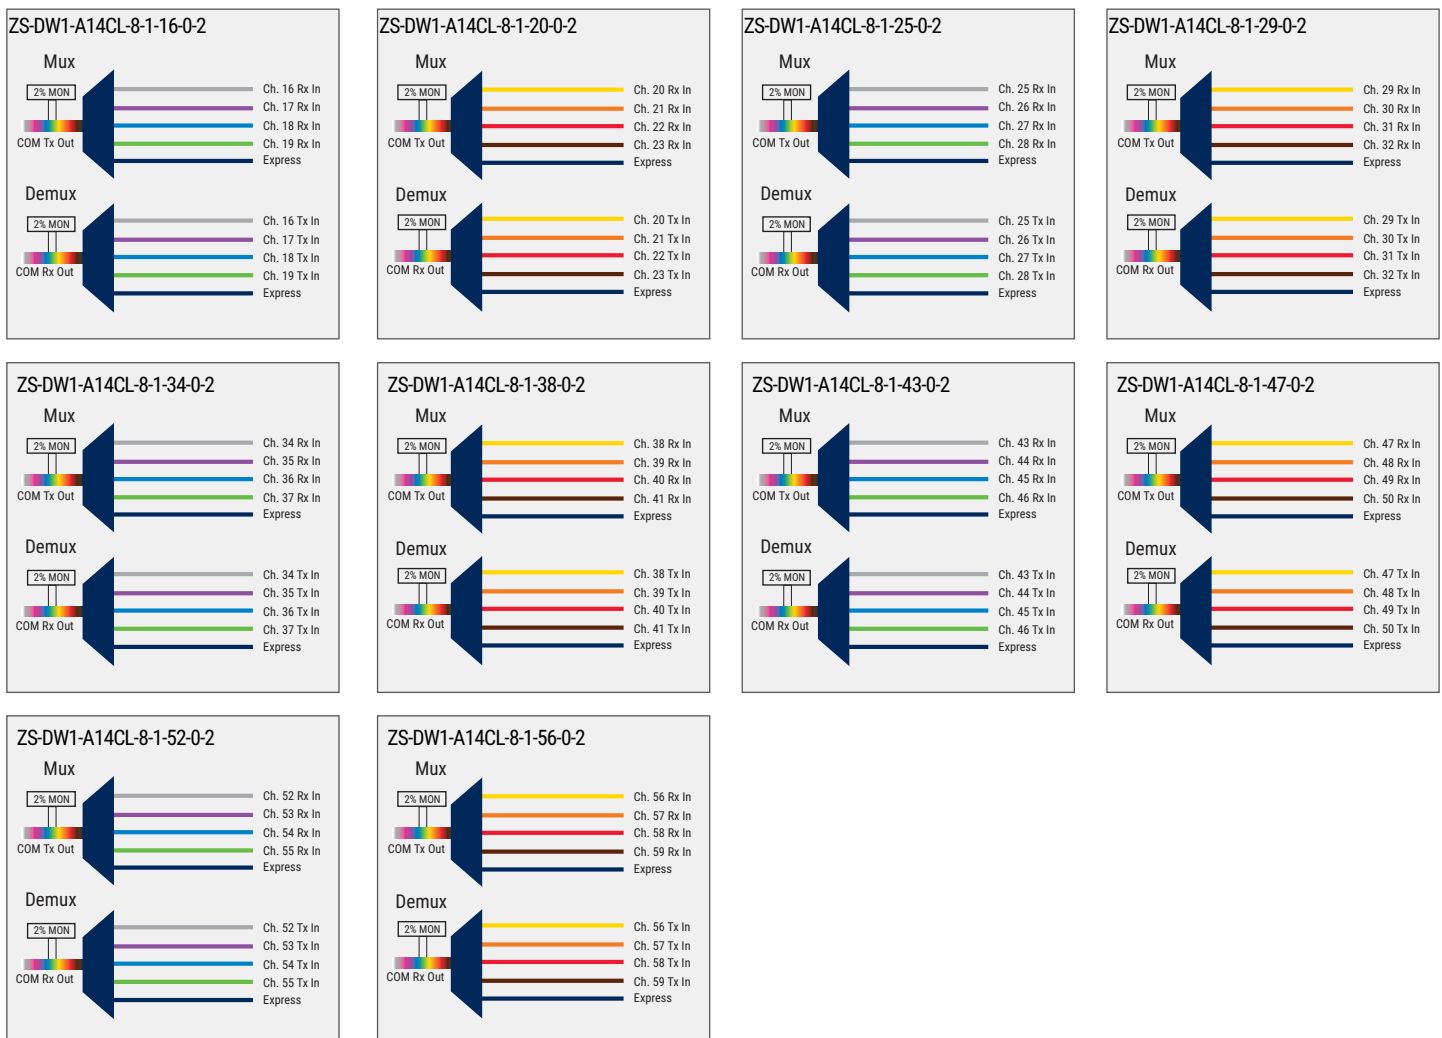 ZS-DW1-A14CL-8-1-16-0-2
Mux
2% MON
COM Tx Out
Ch. 16 Rx In
Ch. 17 Rx In
Ch. 18 Rx In
Ch. 19 Rx In
Express
Demux
2% MON
COM Rx Out
Ch. 16 Tx In
Ch. 17 Tx In
Ch. 18 Tx In
Ch. 19 Tx In
Express
ZS-DW1-A14CL-8-1-20-0-2
Mux
2% MON
COM Tx Out
Ch. 20 Rx In
Ch. 21 Rx In
Ch. 22 Rx In
Ch. 23 Rx In
Express
Demux
2% MON
COM Rx Out
Ch. 20 Tx In
Ch. 21 Tx In
Ch. 22 Tx In
Ch. 23 Tx In
Express
ZS-DW1-A14CL-8-1-25-0-2
Mux
2% MON
COM Tx Out
Ch. 25 Rx In
Ch. 26 Rx In
Ch. 27 Rx In
Ch. 28 Rx In
Express
Demux
2% MON
COM Rx Out
Ch. 25 Tx In
Ch. 26 Tx In
Ch. 27 Tx In
Ch. 28 Tx In
Express
ZS-DW1-A14CL-8-1-29-0-2
Mux
2% MON
COM Tx Out
Ch. 29 Rx In
Ch. 30 Rx In
Ch. 31 Rx In
Ch. 32 Rx In
Express
Demux
2% MON
COM Rx Out
Ch. 29 Tx In
Ch. 30 Tx In
Ch. 31 Tx In
Ch. 32 Tx In
Express
ZS-DW1-A14CL-8-1-34-0-2
Mux
2% MON
COM Tx Out
Ch. 34 Rx In
Ch. 35 Rx In
Ch. 36 Rx In
Ch. 37 Rx In
Express
Demux
2% MON
COM Rx Out
Ch. 34 Tx In
Ch. 35 Tx In
Ch. 36 Tx In
Ch. 37 Tx In
Express
ZS-DW1-A14CL-8-1-38-0-2
Mux
2% MON
COM Tx Out
Ch. 38 Rx In
Ch. 39 Rx In
Ch. 40 Rx In
Ch. 41 Rx In
Express
Demux
2% MON
COM Rx Out
Ch. 38 Tx In
Ch. 39 Tx In
Ch. 40 Tx In
Ch. 41 Tx In
Express
ZS-DW1-A14CL-8-1-43-0-2
Mux
2% MON
COM Tx Out
Ch. 43 Rx In
Ch. 44 Rx In
Ch. 45 Rx In
Ch. 46 Rx In
Express
Demux
2% MON
COM Rx Out
Ch. 43 Tx In
Ch. 44 Tx In
Ch. 45 Tx In
Ch. 46 Tx In
Express
ZS-DW1-A14CL-8-1-47-0-2
Mux
2% MON
COM Tx Out
Ch. 47 Rx In
Ch. 48 Rx In
Ch. 49 Rx In
Ch. 50 Rx In
Express
Demux
2% MON
COM Rx Out
Ch. 47 Tx In
Ch. 48 Tx In
Ch. 49 Tx In
Ch. 50 Tx In
Express
ZS-DW1-A14CL-8-1-52-0-2
Mux
2% MON
COM Tx Out
Ch. 52 Rx In
Ch. 53 Rx In
Ch. 54 Rx In
Ch. 55 Rx In
Express
Demux
2% MON
COM Rx Out
Ch. 52 Tx In
Ch. 53 Tx In
Ch. 54 Tx In
Ch. 55 Tx In
Express
ZS-DW1-A14CL-8-1-56-0-2
Mux
2% MON
COM Tx Out
Ch. 56 Rx In
Ch. 57 Rx In
Ch. 58 Rx In
Ch. 59 Rx In
Express
Demux
2% MON
COM Rx Out
Ch. 56 Tx In
Ch. 57 Tx In
Ch. 58 Tx In
Ch. 59 Tx In
Express